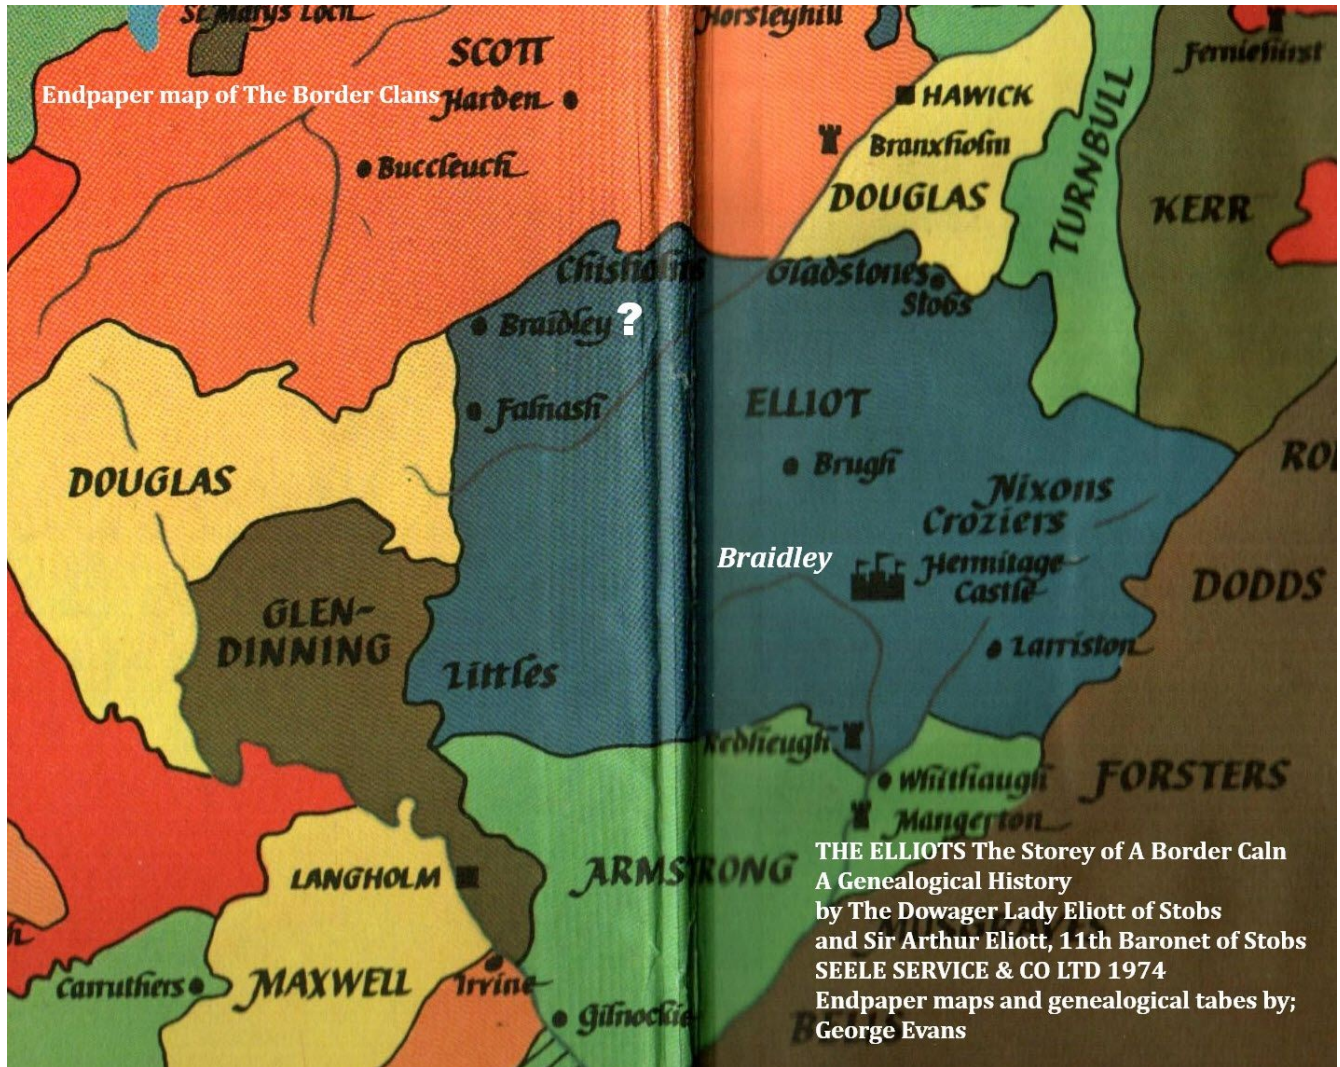 St. Marys Loch
Horsleyhill
Ferniehirst
SCOTT
Endpaper map of The Border Clans
Harden
HAWICK
Branxholm
Buccleuch
TURNBULL
DOUGLAS
KERR
Chisholms
Gladstones
Stobs
Braidley ?
ELLIOT
Falnash
Brugh
DOUGLAS
Nixons
Croziers
Braidley
Hermitage
Castle
DODDS
GLEN-
DINNING
Littles
Larriston
Redheugh
Whithaugh
FORSTERS
Mangerton
ARMSTRONG
LANGHOLM
THE ELLIOTS The Storey of A Border Caln
A Genealogical History
by The Dowager Lady Eliott of Stobs
and Sir Arthur Eliott, 11th Baronet of Stobs
SEELE SERVICE & CO LTD 1974
Endpaper maps and genealogical tabes by;
George Evans
MUSGRAVES
Carruthers
MAXWELL
Irvine
Gilnockie
BELLS